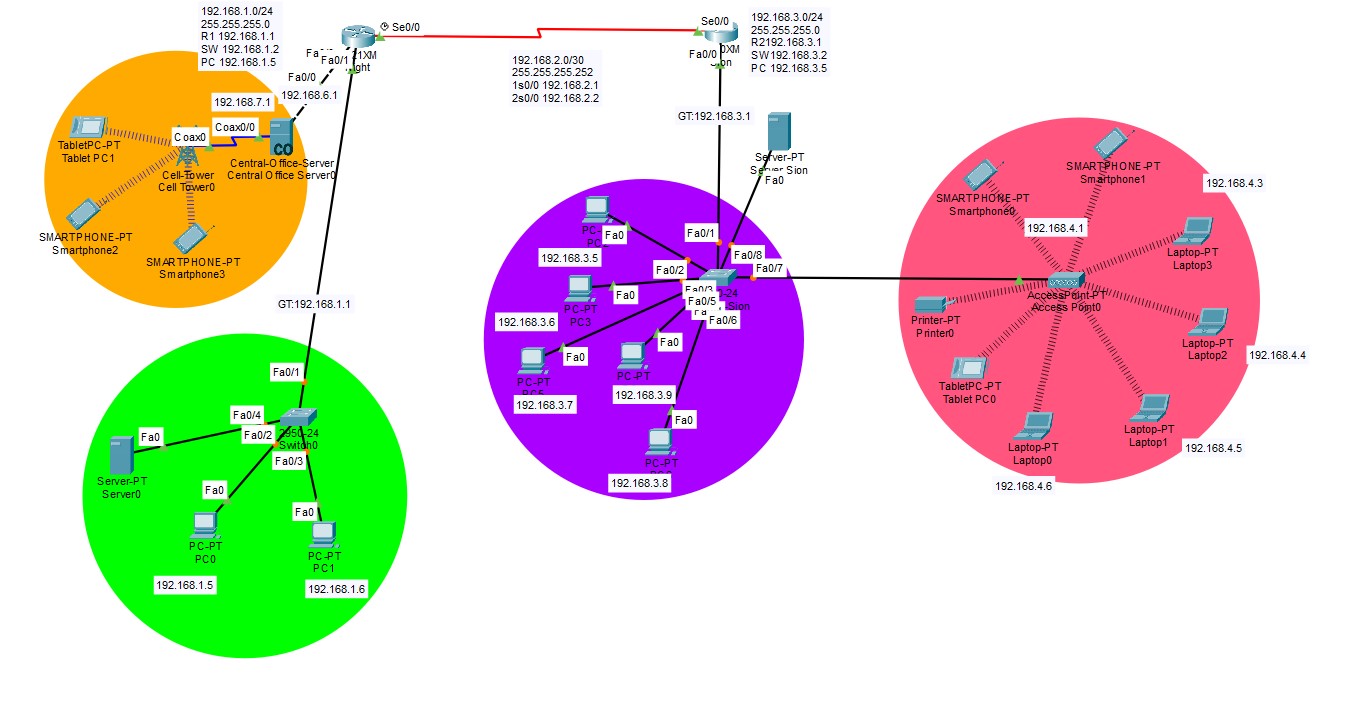 192.168.1.0/24
255.255.255.0
R1 192.168.1.1
SW 192.168.1.2
PC 192.168.1.5
Se0/0
Fa0/1
Fa0/0
192.168.6.1
192.168.7.1
Coax0/0
Coax0
TabletPC-PT
Tablet PC1
Cell-Tower
Cell Tower0
CO
Central-Office-Server
Central Office Server0
SMARTPHONE-PT
Smartphone2
SMARTPHONE-PT
Smartphone3
192.168.2.0/30
255.255.255.252
1s0/0 192.168.2.1
2s0/0 192.168.2.2
Se0/0
Fa0/0
192.168.3.0/24
255.255.255.0
R2192.168.3.1
SW192.168.3.2
PC 192.168.3.5
GT:192.168.3.1
Server-PT
Server Sion
Fa0
GT:192.168.1.1
Fa0/1
Fa0/4
Fa0/2
Fa0/3
2950-24
Switch0
Fa0
Server-PT
Server0
Fa0
PC-PT
PC0
Fa0
PC-PT
PC1
192.168.1.5
192.168.1.6
Fa0
192.168.3.5
Fa0/1
Fa0/8
Fa0/7
Fa0/2
Fa0/3
Fa0/5
Fa0/6
Fa0
PC-PT
PC3
192.168.3.6
Fa0
PC-PT
192.168.3.7
Fa0
PC-PT
192.168.3.9
Fa0
PC-PT
192.168.3.8
SMARTPHONE-PT
Smartphone0
SMARTPHONE-PT
Smartphone1
192.168.4.3
192.168.4.1
Laptop-PT
Laptop3
AccessPoint-PT
Access Point0
Printer-PT
Printer0
Laptop-PT
Laptop2
192.168.4.4
TabletPC-PT
Tablet PC0
Laptop-PT
Laptop1
192.168.4.5
Laptop-PT
Laptop0
192.168.4.6